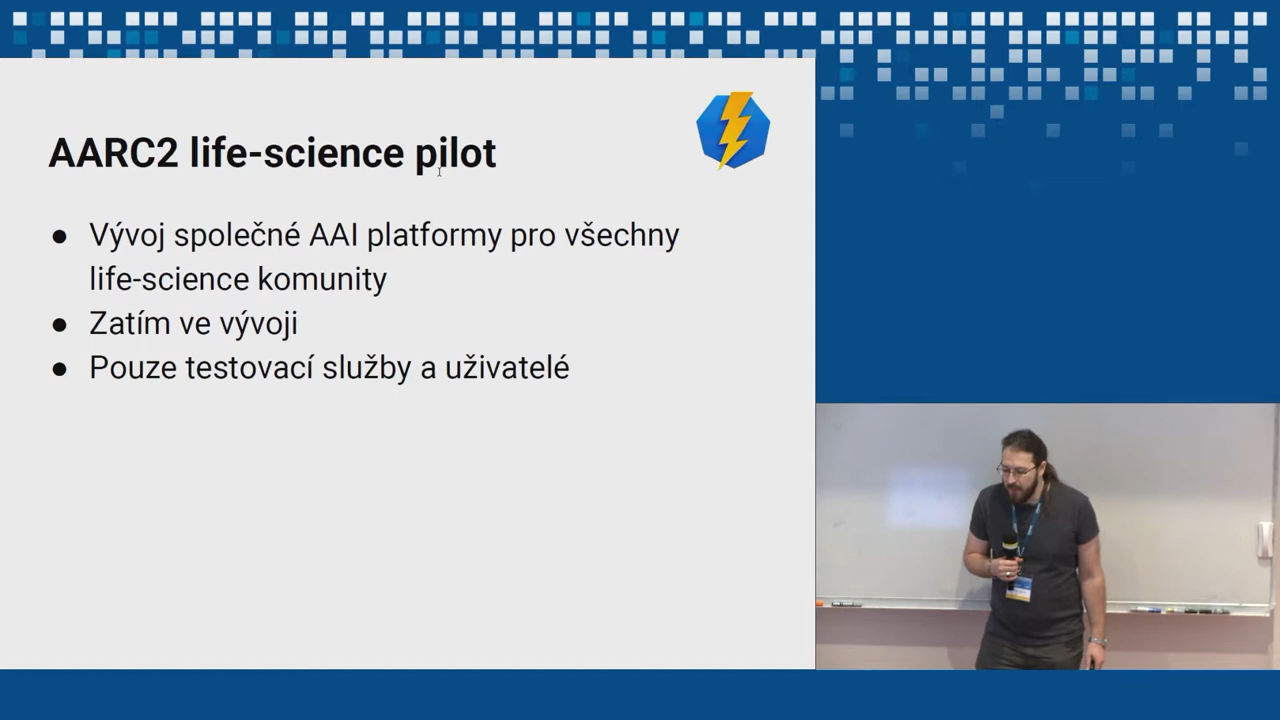 AARC2 life-science pilot
● Vývoj společné AAI platformy pro všechny
life-science komunity
● Zatím ve vývoji
● Pouze testovací služby a uživatelé